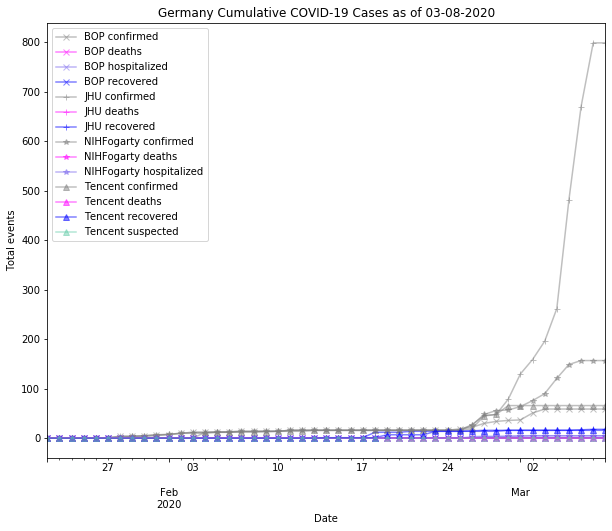 Germany Cumulative COVID-19 Cases as of 03-08-2020
BOP confirmed
BOP deaths
BOP hospitalized
BOP recovered
JHU confirmed
JHU deaths
JHU recovered
NIHFogarty confirmed
NIHFogarty deaths
NIHFogarty hospitalized
Tencent confirmed
Tencent deaths
Tencent recovered
Tencent suspected
Total events
800
700
600
500
400
300
200
100
0
27 03 10 17 24 02
Feb Mar
2020
Date